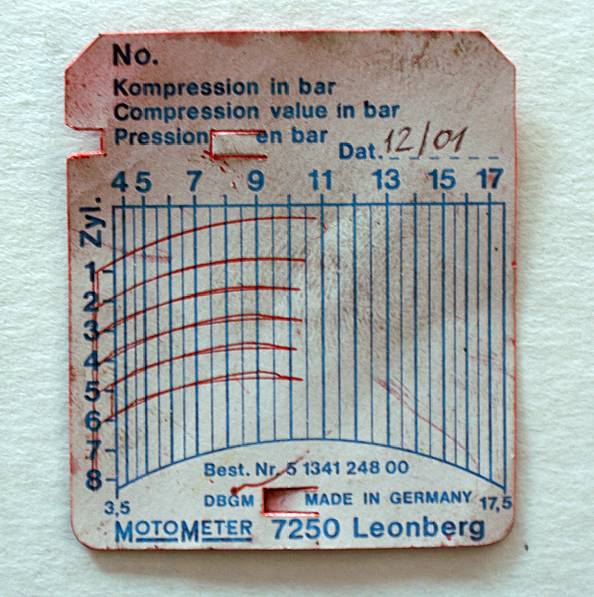 No.
Kompression in bar
Compression value in bar
Pression en bar
Dat. 12/01
4 5 7 9 11 13 15 17
Zyl.
1
2
3
4
5
6
7
8
Best. Nr. 5 1341 248 00
3,5 DBGM MADE IN GERMANY 17,5
MOTOMETER 7250 Leonberg